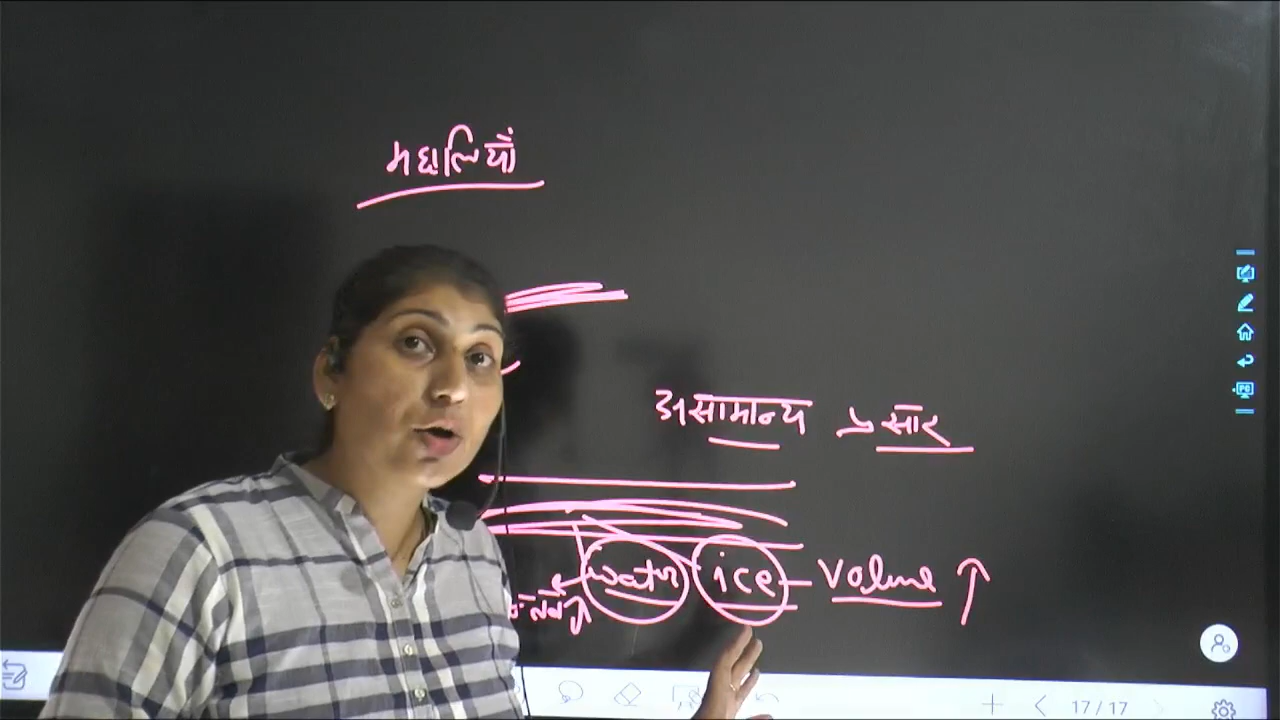 मछलियों
असामान्य प्रसार
water ice – Volume ↑
17/17